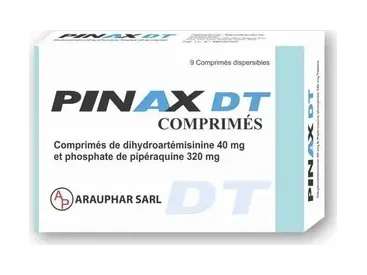 9 Comprimés dispersibles
PINAX DT
COMPRIMÉS
Comprimés de dihydroartémisinine 40 mg
et phosphate de pipéraquine 320 mg
AP ARAUPHAR SARL
DT